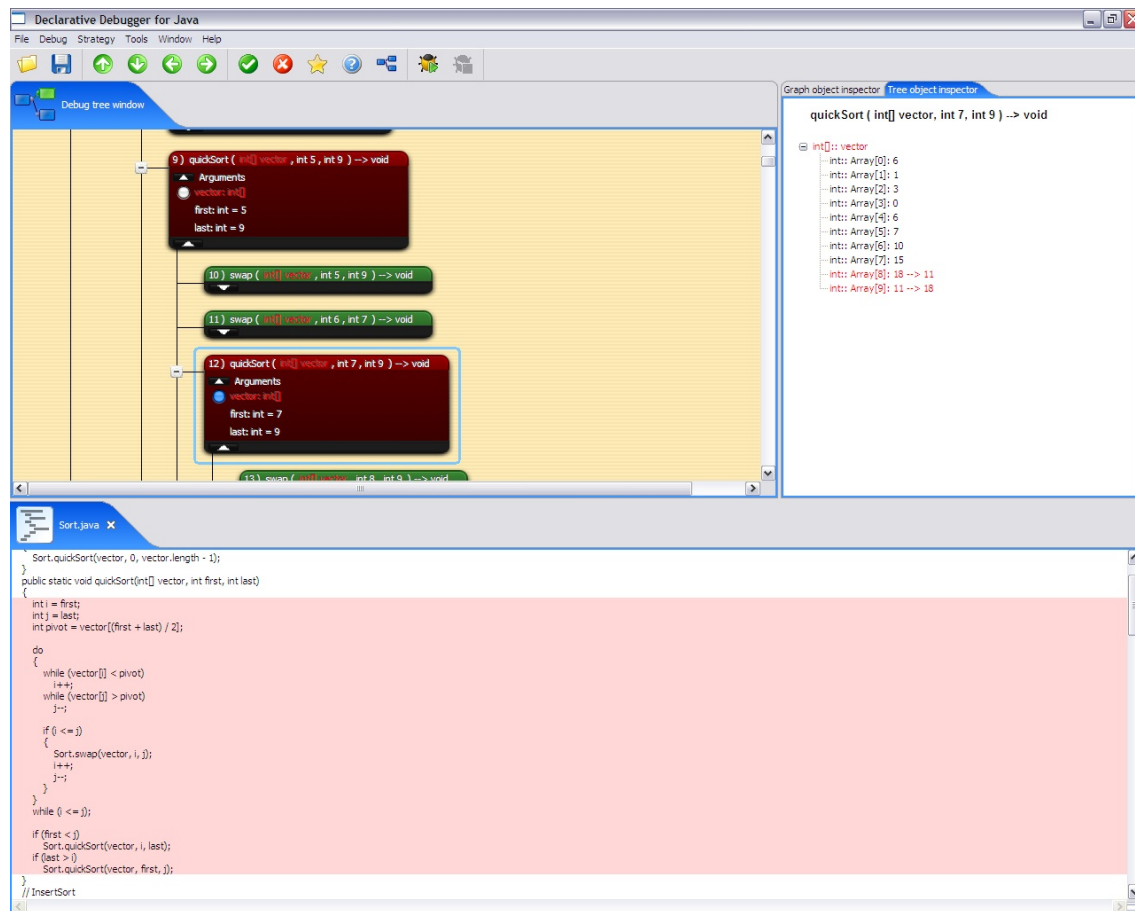 Declarative Debugger for Java
File Debug Strategy Tools Window Help
Debug tree window
9 ) quickSort ( int[] vector , int 5 , int 9 ) --> void
Arguments
vector: int[]
first: int = 5
last: int = 9
10 ) swap ( int[] vector , int 5 , int 9 ) --> void
11 ) swap ( int[] vector , int 6 , int 7 ) --> void
12 ) quickSort ( int[] vector , int 7 , int 9 ) --> void
Arguments
vector: int[]
first: int = 7
last: int = 9
13 ) swap ( int[] vector , int 8 , int 9 ) --> void
Graph object inspector Tree object inspector
quickSort ( int[] vector, int 7, int 9 ) --> void
int[]:: vector
int:: Array[0]: 6
int:: Array[1]: 1
int:: Array[2]: 3
int:: Array[3]: 0
int:: Array[4]: 6
int:: Array[5]: 7
int:: Array[6]: 10
int:: Array[7]: 15
int:: Array[8]: 18 --> 11
int:: Array[9]: 11 --> 18
Sort.java X
{
Sort.quickSort(vector, 0, vector.length - 1);
}
public static void quickSort(int[] vector, int first, int last)
{
int i = first;
int j = last;
int pivot = vector[(first + last) / 2];
do
{
while (vector[i] < pivot)
i++;
while (vector[j] > pivot)
j--;
if (i <= j)
{
Sort.swap(vector, i, j);
i++;
j--;
}
}
while (i <= j);
if (first < j)
Sort.quickSort(vector, i, last);
if (last > i)
Sort.quickSort(vector, first, j);
}
// InsertSort